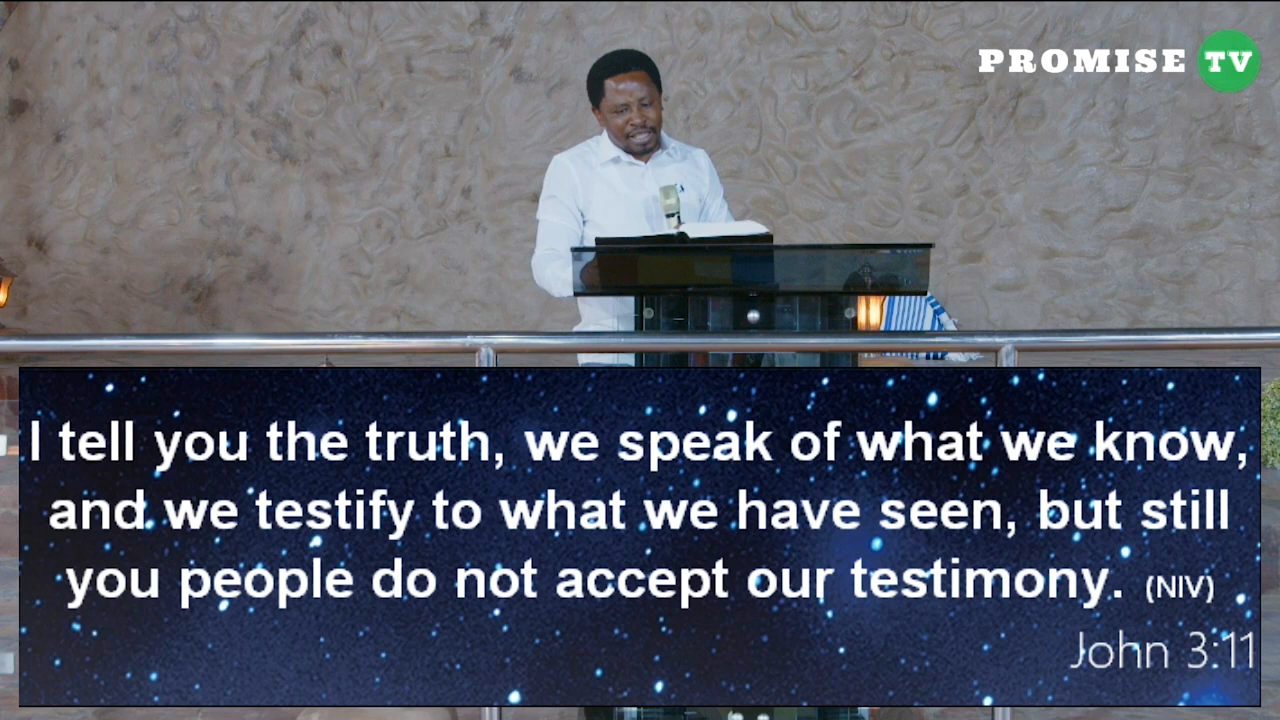 PROMISE TV
I tell you the truth, we speak of what we know,
and we testify to what we have seen, but still
you people do not accept our testimony. (NIV)
John 3:11